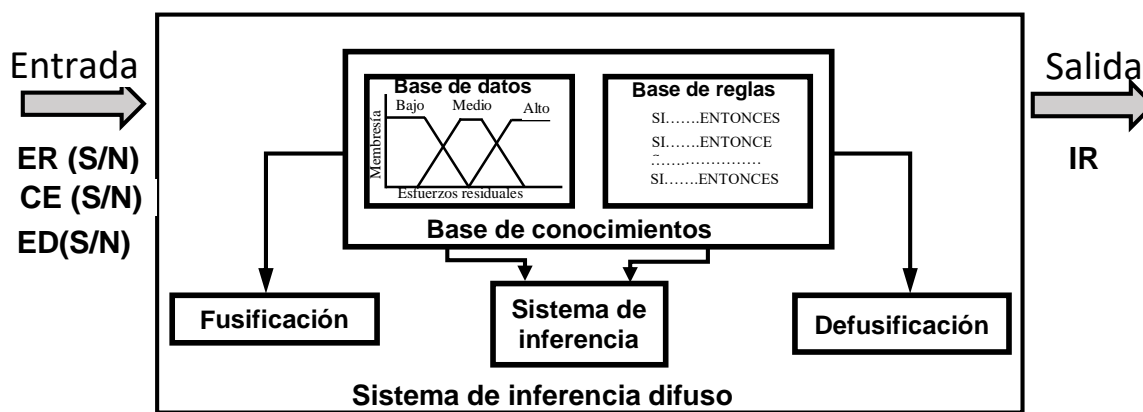 Entrada
ER (S/N)
CE (S/N)
ED(S/N)
Base de datos
Bajo Medio Alto
Membresía
Esfuerzos residuales
Base de reglas
SI.......ENTONCES
SI.......ENTONCE
.......................
SI.......ENTONCES
Base de conocimientos
Fusificación
Sistema de
inferencia
Defusificación
Sistema de inferencia difuso
Salida
IR